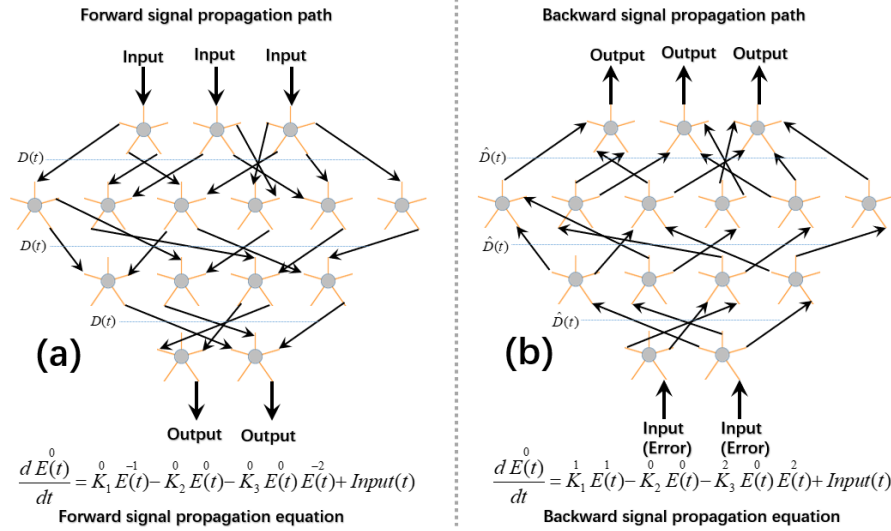 Forward signal propagation path
Input Input Input
D(t)
D(t)
D(t)
(a)
Output Output
d E⁰(t)/dt = K⁰₁ E⁻¹(t) − K⁰₂ E⁰(t) − K⁰₃ E⁰(t) E⁻²(t) + Input(t)
Forward signal propagation equation
Backward signal propagation path
Output Output Output
D̂(t)
D̂(t)
D̂(t)
(b)
Input Input
(Error) (Error)
d E⁰(t)/dt = K¹₁ E¹(t) − K⁰₂ E⁰(t) − K²₃ E⁰(t) E²(t) + Input(t)
Backward signal propagation equation